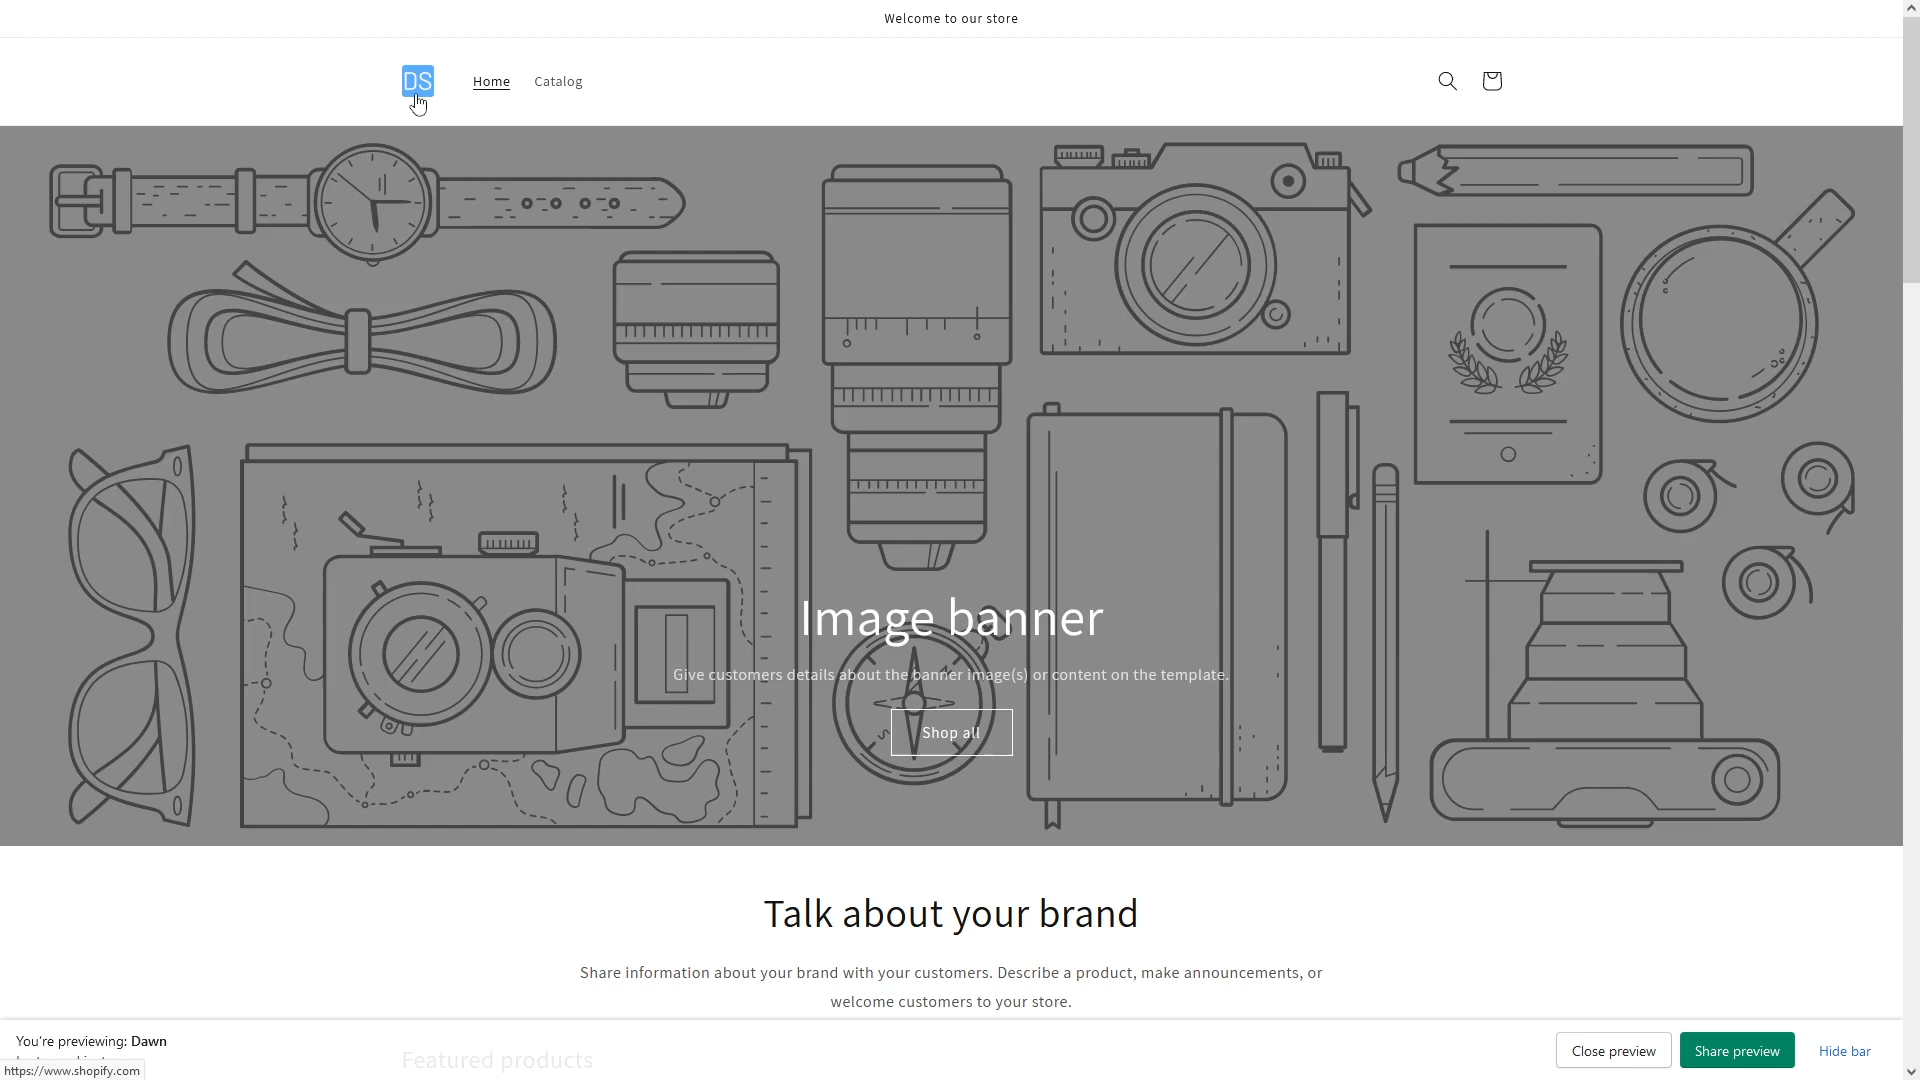 Welcome to our store
DS
Home
Catalog
Image banner
Give customers details about the banner image(s) or content on the template.
Shop all
Talk about your brand
Share information about your brand with your customers. Describe a product, make announcements, or
welcome customers to your store.
Featured products
You're previewing: Dawn
https://www.shopify.com
Close preview
Share preview
Hide bar